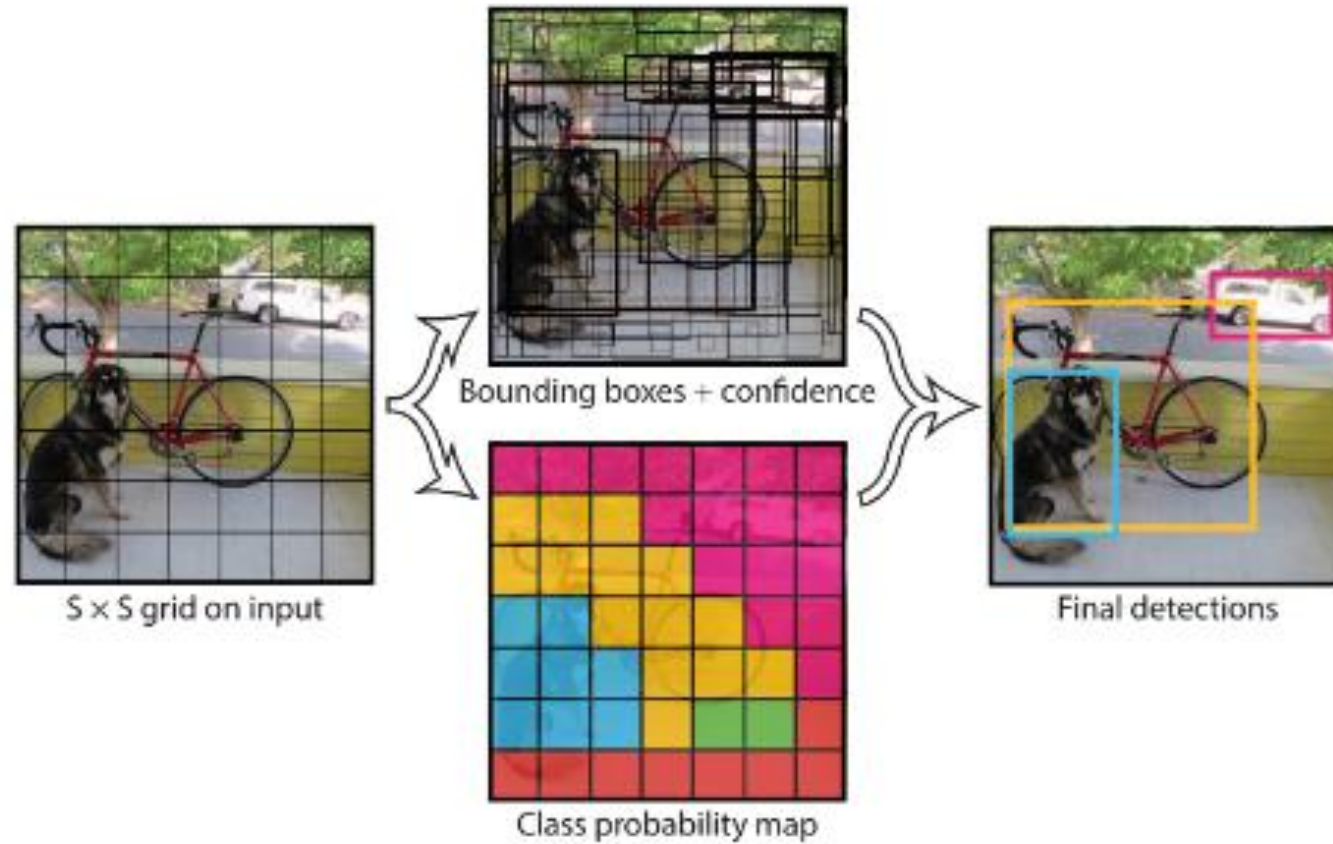 Bounding boxes + confidence
S × S grid on input
Final detections
Class probability map